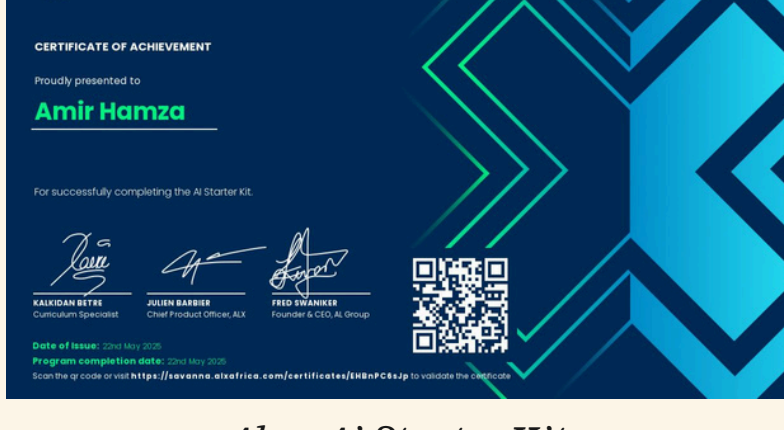 CERTIFICATE OF ACHIEVEMENT
Proudly presented to
Amir Hamza
For successfully completing the AI Starter Kit.
KALKIDAN BETRE
Curriculum Specialist
JULIEN BARBIER
Chief Product Officer, ALX
FRED SWANIKER
Founder & CEO, AL Group
Date of Issue: 22nd May 2025
Program completion date: 22nd May 2025
Scan the qr code or visit https://savanna.alxafrica.com/certificates/EHBnPC6sJp to validate the certificate